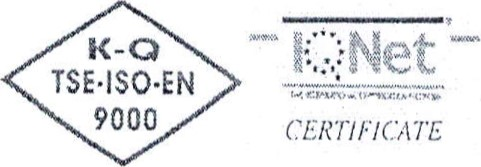 K-Q
TSE-ISO-EN
9000
IQNet
CERTIFICATE